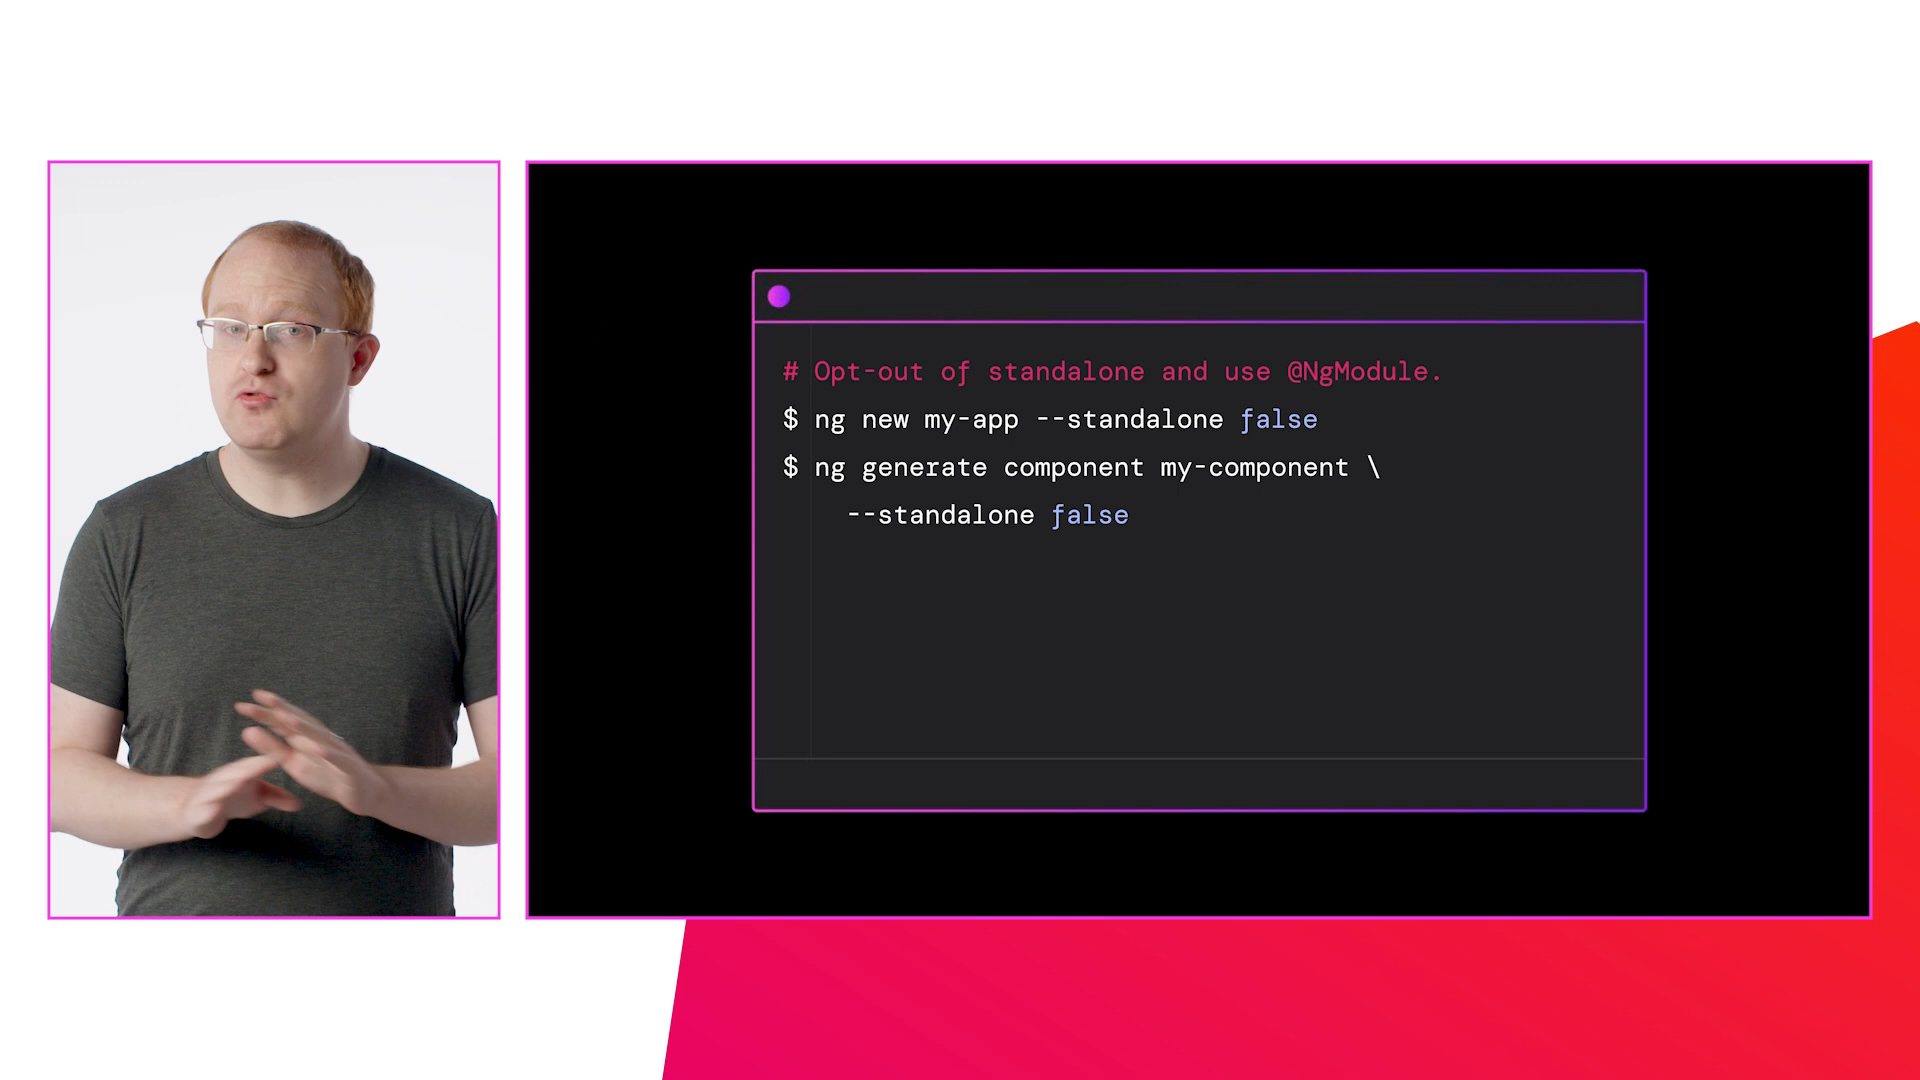 # Opt-out of standalone and use @NgModule.
$ ng new my-app --standalone false
$ ng generate component my-component \
--standalone false